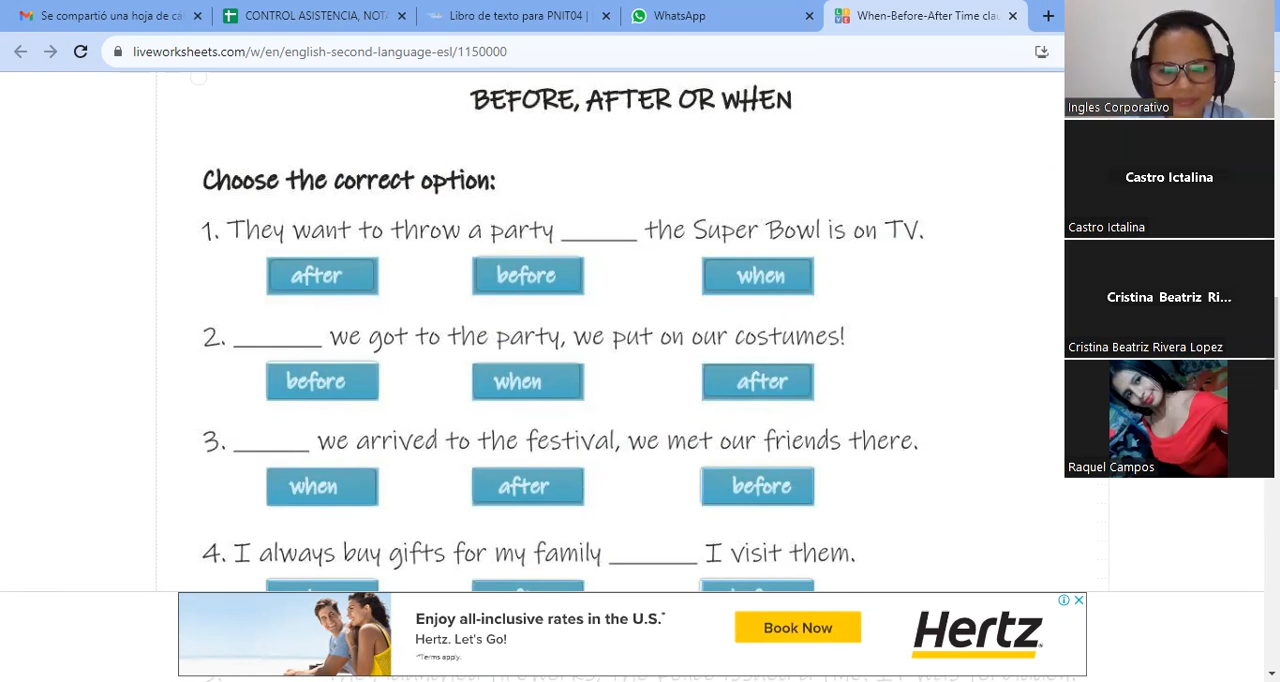 Se compartió una hoja de ca
CONTROL ASISTENCIA, NOTA
Libro de texto para PNIT04 |
WhatsApp
When-Before-After Time clau
liveworksheets.com/w/en/english-second-language-esl/1150000
BEFORE, AFTER OR WHEN
Choose the correct option:
1. They want to throw a party ______ the Super Bowl is on TV.
after before when
2. _______ we got to the party, we put on our costumes!
before when after
3. ______ we arrived to the festival, we met our friends there.
when after before
4. I always buy gifts for my family _______ I visit them.
Enjoy all-inclusive rates in the U.S.*
Hertz. Let's Go!
*Terms apply.
Book Now
Hertz
Ingles Corporativo
Castro Ictalina
Castro Ictalina
Cristina Beatriz Ri...
Cristina Beatriz Rivera Lopez
Raquel Campos